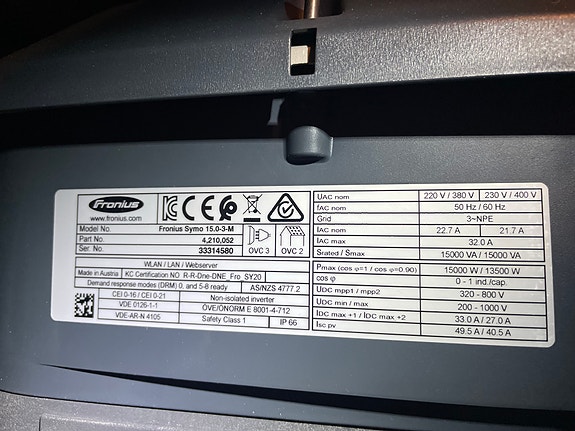 Fronius
www.fronius.com
Model No. Fronius Symo 15.0-3-M
Part No. 4,210,052
Ser. No. 33314580
OVC 3 OVC 2
WLAN / LAN / Webserver
Made in Austria KC Certification NO R-R-Dne-DNE_Fro_SY20
Demand response modes (DRM) 0, and 5-8 ready AS/NZS 4777.2
CEI 0-16 / CEI 0-21 Non-isolated inverter
VDE 0126-1-1 OVE/ÖNORM E 8001-4-712
VDE-AR-N 4105 Safety Class 1 IP 66
UAC nom 220 V / 380 V 230 V / 400 V
fAC nom 50 Hz / 60 Hz
Grid 3~NPE
IAC nom 22.7 A 21.7 A
IAC max 32.0 A
Srated / Smax 15000 VA / 15000 VA
Pmax (cos φ=1 / cos φ=0.90) 15000 W / 13500 W
cos φ 0 - 1 ind./cap.
UDC mpp1 / mpp2 320 - 800 V
UDC min / max 200 - 1000 V
IDC max +1 / IDC max +2 33.0 A / 27.0 A
Isc pv 49.5 A / 40.5 A